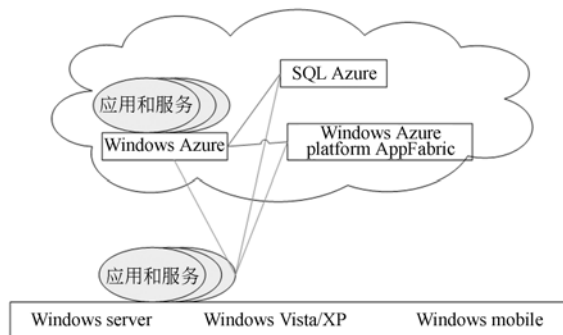 SQL Azure
应用和服务
Windows Azure
Windows Azure
platform AppFabric
应用和服务
Windows server Windows Vista/XP Windows mobile